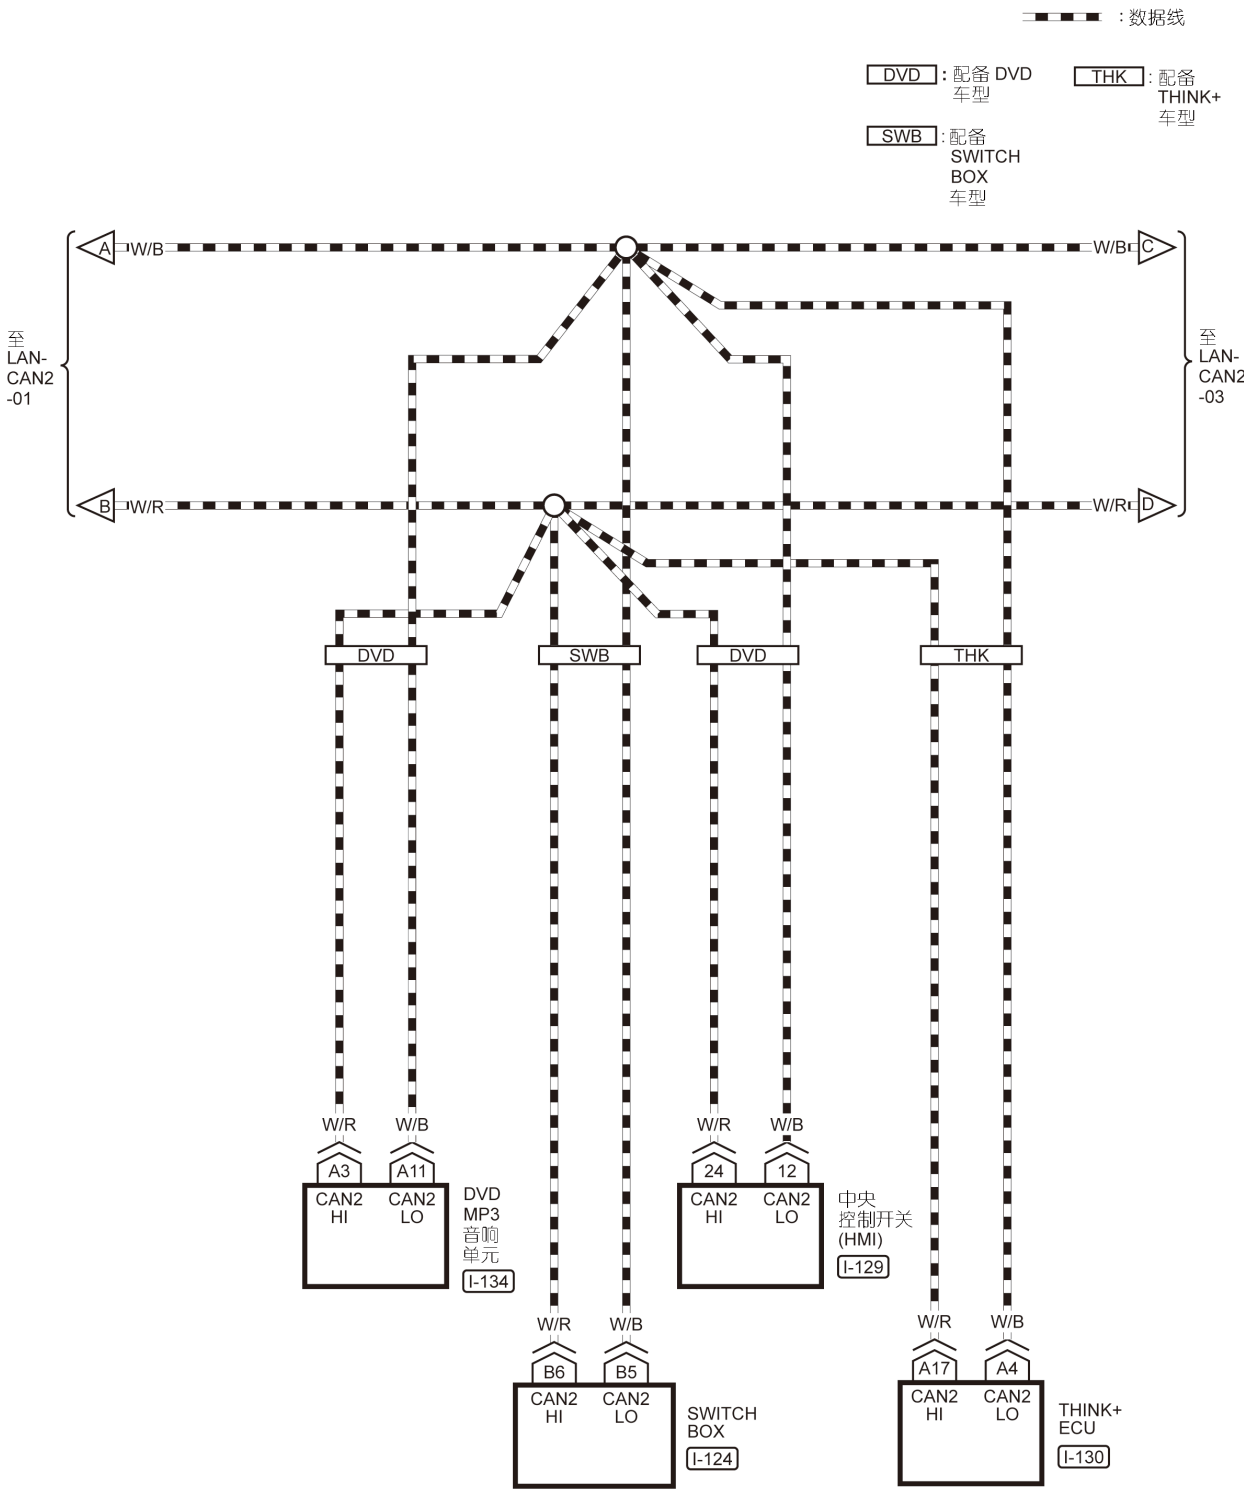 : 数据线
DVD : 配备 DVD
车型
THK : 配备
THINK+
车型
SWB : 配备
SWITCH
BOX
车型
A W/B
W/B C
至
LAN-
CAN2
-01
至
LAN-
CAN2
-03
B W/R
W/R D
DVD
SWB
DVD
THK
W/R
W/B
W/R
W/B
A3
A11
24
12
CAN2
HI
CAN2
LO
DVD
MP3
音响
单元
I-134
CAN2
HI
CAN2
LO
中央
控制开关
(HMI)
I-129
W/R
W/B
W/R
W/B
B6
B5
A17
A4
CAN2
HI
CAN2
LO
SWITCH
BOX
I-124
CAN2
HI
CAN2
LO
THINK+
ECU
I-130